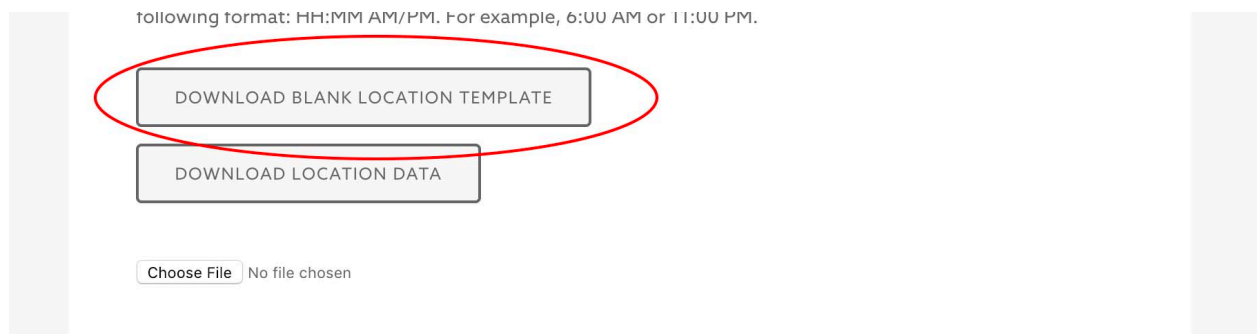 following format: HH:MM AM/PM. For example, 6:00 AM or 11:00 PM.
DOWNLOAD BLANK LOCATION TEMPLATE
DOWNLOAD LOCATION DATA
Choose File No file chosen